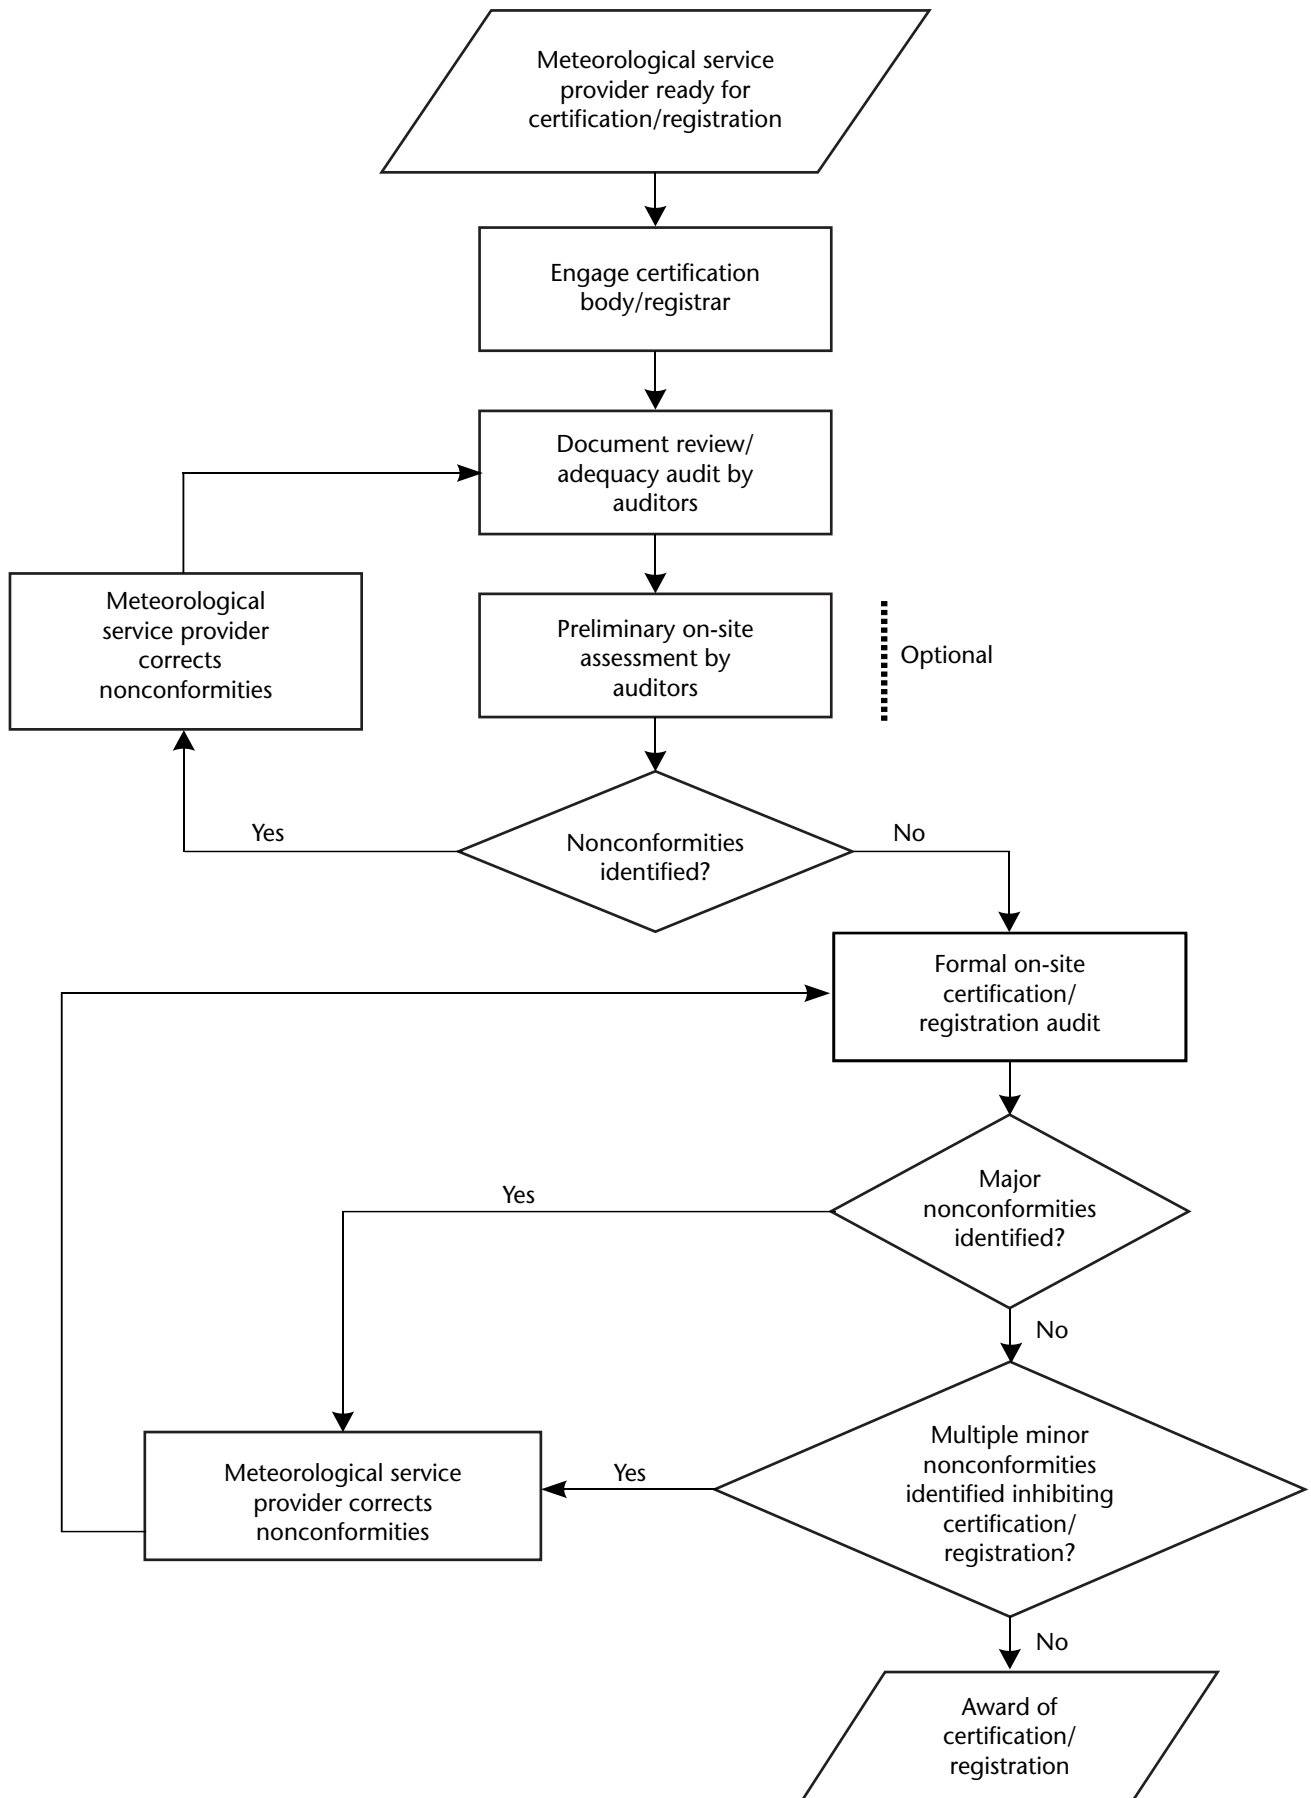 Meteorological service
provider ready for
certification/registration
Engage certification
body/registrar
Document review/
adequacy audit by
auditors
Meteorological
service provider
corrects
nonconformities
Preliminary on-site
assessment by
auditors
Optional
Yes
Nonconformities
identified?
No
Formal on-site
certification/
registration audit
Yes
Major
nonconformities
identified?
No
Meteorological service
provider corrects
nonconformities
Yes
Multiple minor
nonconformities
identified inhibiting
certification/
registration?
No
Award of
certification/
registration